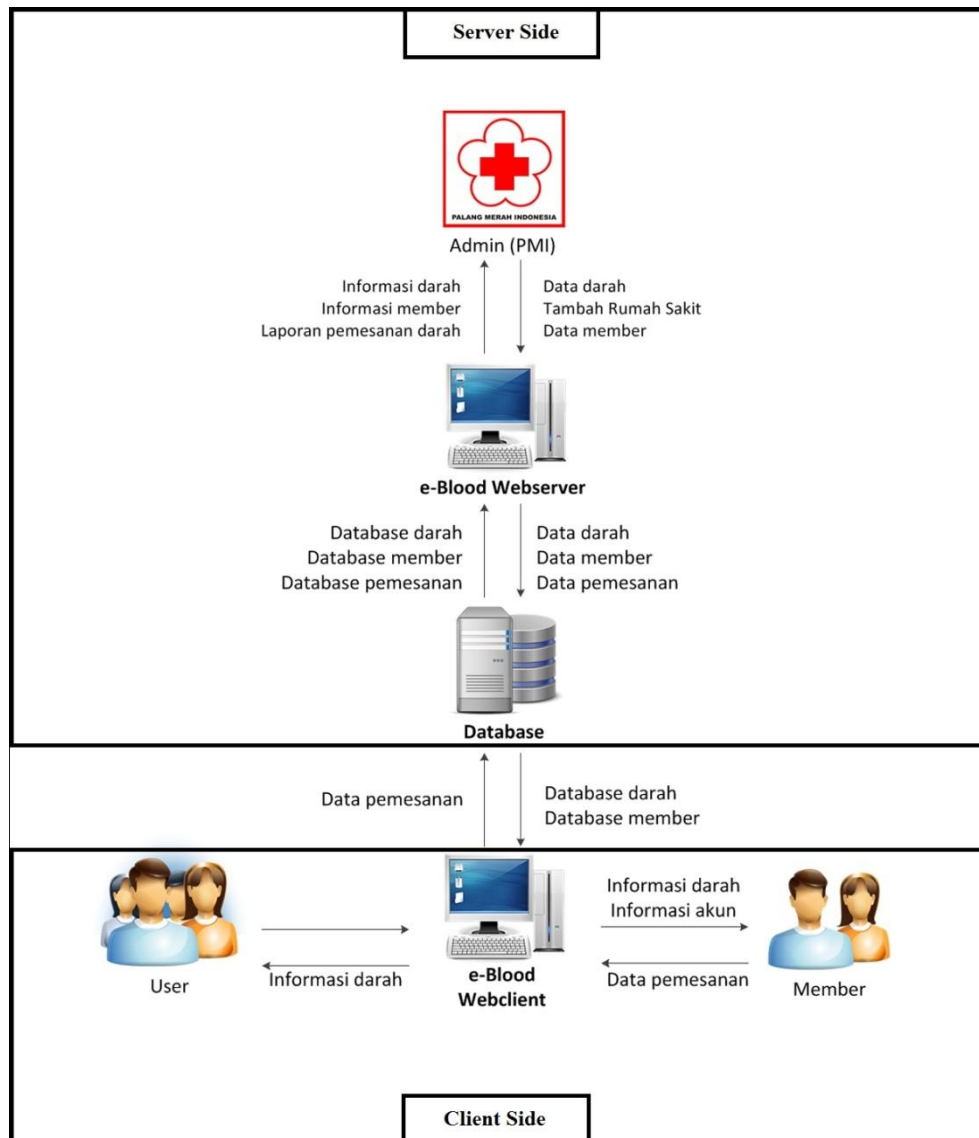 Server Side
PALANG MERAH INDONESIA
Admin (PMI)
Informasi darah
Informasi member
Laporan pemesanan darah
Data darah
Tambah Rumah Sakit
Data member
e-Blood Webserver
Database darah
Database member
Database pemesanan
Data darah
Data member
Data pemesanan
Database
Data pemesanan
Database darah
Database member
User
Informasi darah
e-Blood
Webclient
Informasi darah
Informasi akun
Data pemesanan
Member
Client Side